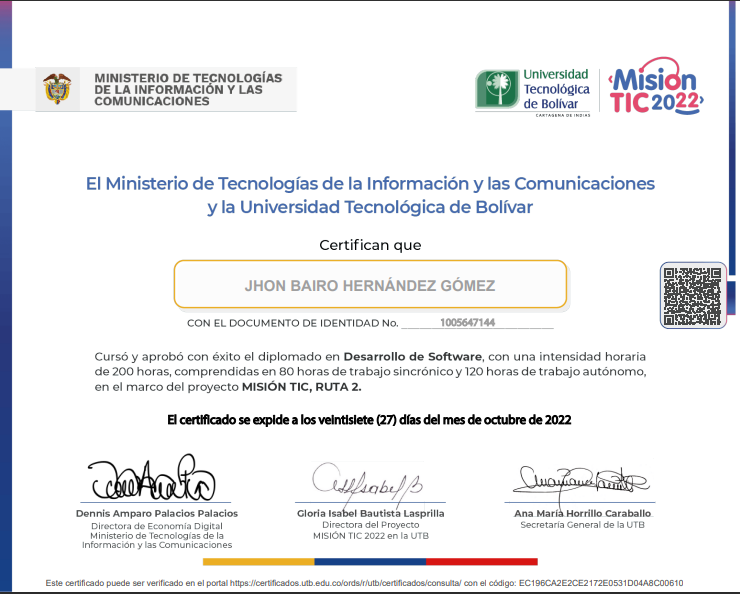 MINISTERIO DE TECNOLOGÍAS
DE LA INFORMACIÓN Y LAS
COMUNICACIONES
Universidad
Tecnológica
de Bolívar
CARTAGENA DE INDIAS
Misión
TIC 2022
El Ministerio de Tecnologías de la Información y las Comunicaciones
y la Universidad Tecnológica de Bolívar
Certifican que
JHON BAIRO HERNÁNDEZ GÓMEZ
CON EL DOCUMENTO DE IDENTIDAD No. 1005647144
Cursó y aprobó con éxito el diplomado en Desarrollo de Software, con una intensidad horaria
de 200 horas, comprendidas en 80 horas de trabajo sincrónico y 120 horas de trabajo autónomo,
en el marco del proyecto MISIÓN TIC, RUTA 2.
El certificado se expide a los veintisiete (27) días del mes de octubre de 2022
Dennis Amparo Palacios Palacios
Directora de Economía Digital
Ministerio de Tecnologías de la
Información y las Comunicaciones
Gloria Isabel Bautista Lasprilla
Directora del Proyecto
MISIÓN TIC 2022 en la UTB
Ana María Horrillo Caraballo
Secretaría General de la UTB
Este certificado puede ser verificado en el portal https://certificados.utb.edu.co/ords/r/utb/certificados/consulta/ con el código: EC196CA2E2CE2172E0531D04A8C00610